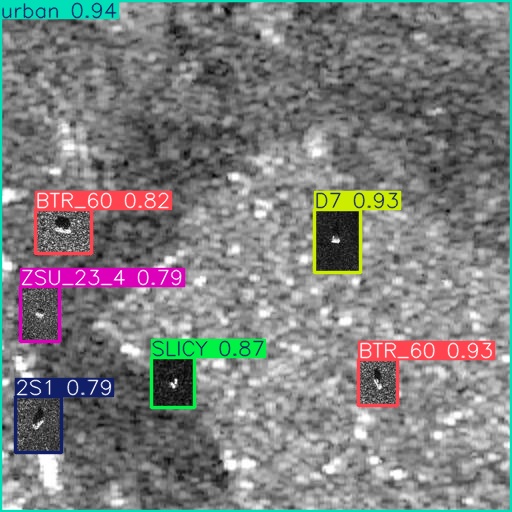 urban 0.94
BTR_60 0.82
D7 0.93
ZSU_23_4 0.79
SLICY 0.87
BTR_60 0.93
2S1 0.79